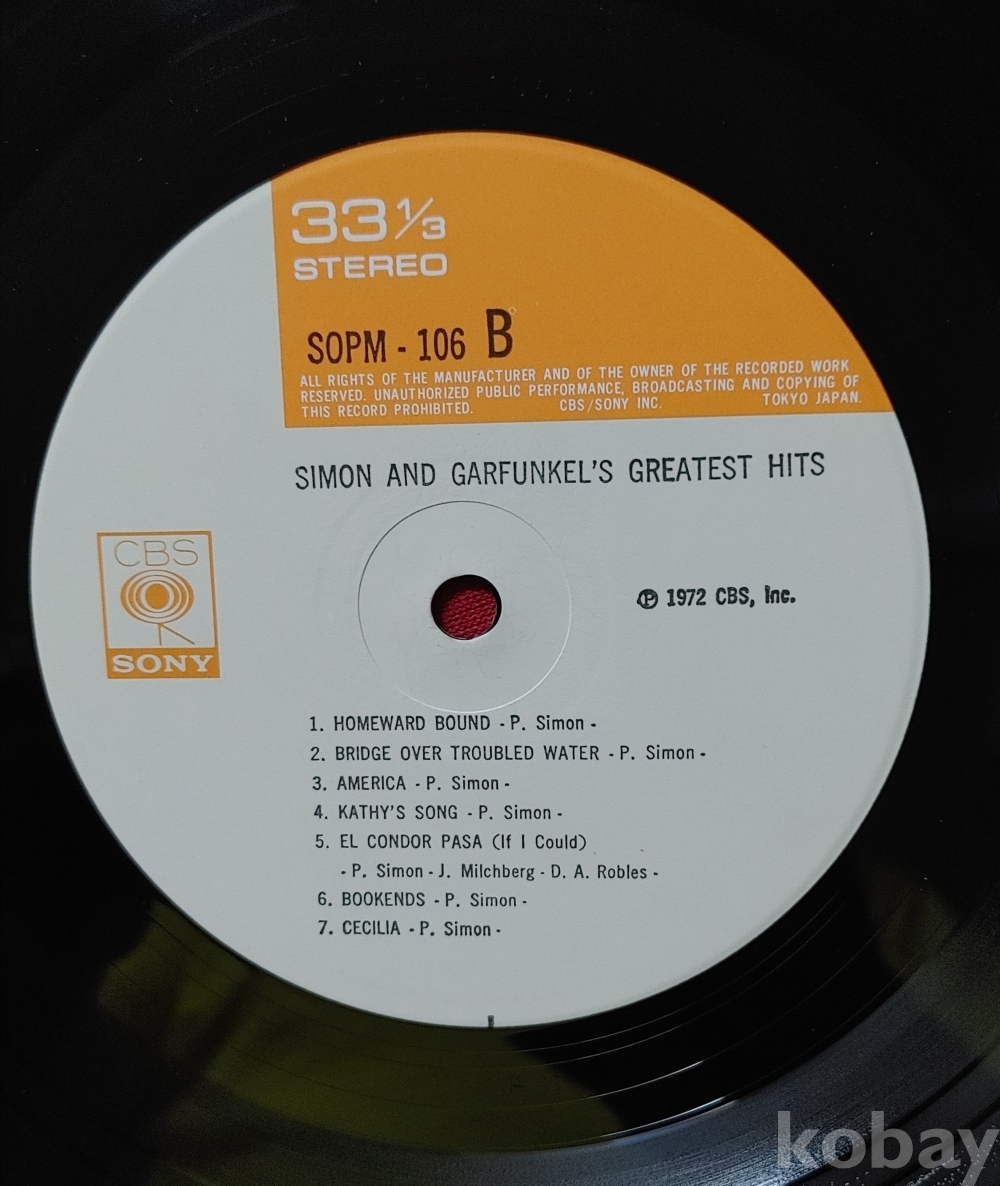 33 1/3
STEREO
SOPM - 106 B
ALL RIGHTS OF THE MANUFACTURER AND OF THE OWNER OF THE RECORDED WORK
RESERVED. UNAUTHORIZED PUBLIC PERFORMANCE, BROADCASTING AND COPYING OF
THIS RECORD PROHIBITED. CBS/SONY INC. TOKYO JAPAN.
SIMON AND GARFUNKEL'S GREATEST HITS
CBS
SONY
℗ 1972 CBS, Inc.
1. HOMEWARD BOUND - P. Simon -
2. BRIDGE OVER TROUBLED WATER - P. Simon -
3. AMERICA - P. Simon -
4. KATHY'S SONG - P. Simon -
5. EL CONDOR PASA (If I Could)
- P. Simon - J. Milchberg - D. A. Robles -
6. BOOKENDS - P. Simon -
7. CECILIA - P. Simon -
kobay